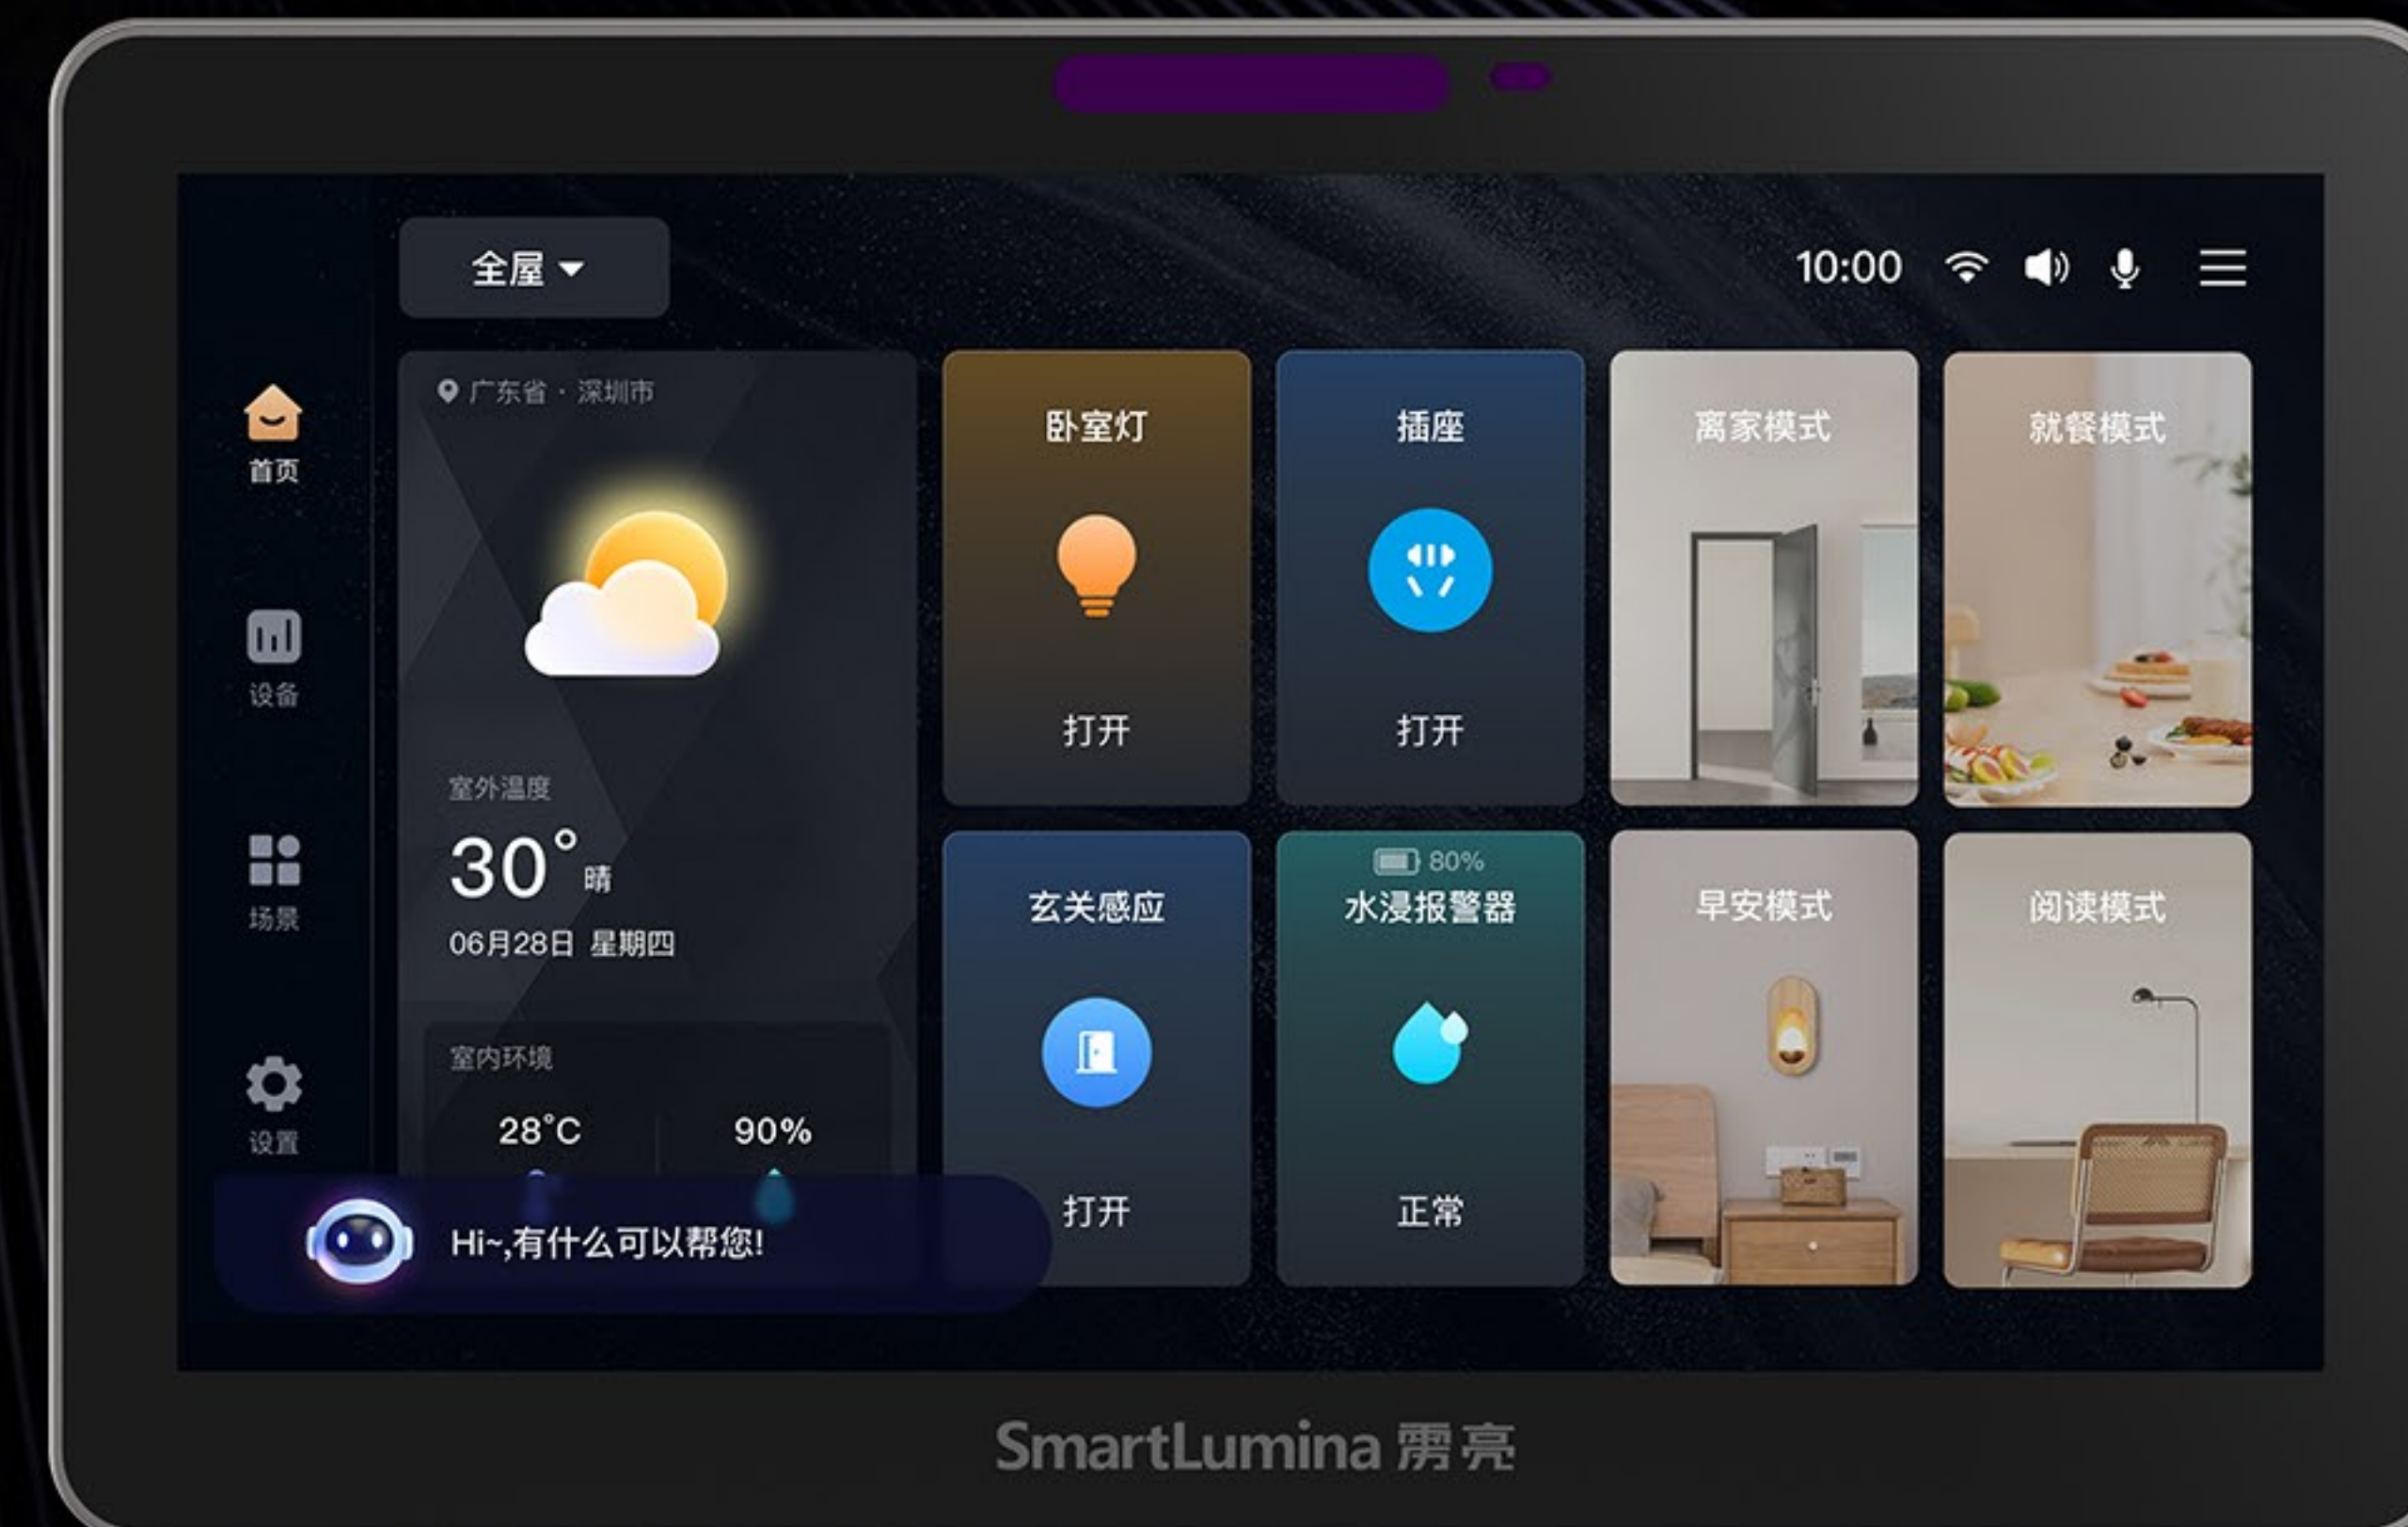 全屋
10:00
首页
设备
场景
设置
广东省 · 深圳市
室外温度
30° 晴
06月28日 星期四
室内环境
28°C 90%
Hi~,有什么可以帮您!
卧室灯
打开
插座
打开
离家模式
就餐模式
玄关感应
打开
80%
水浸报警器
正常
早安模式
阅读模式
SmartLumina 雳亮